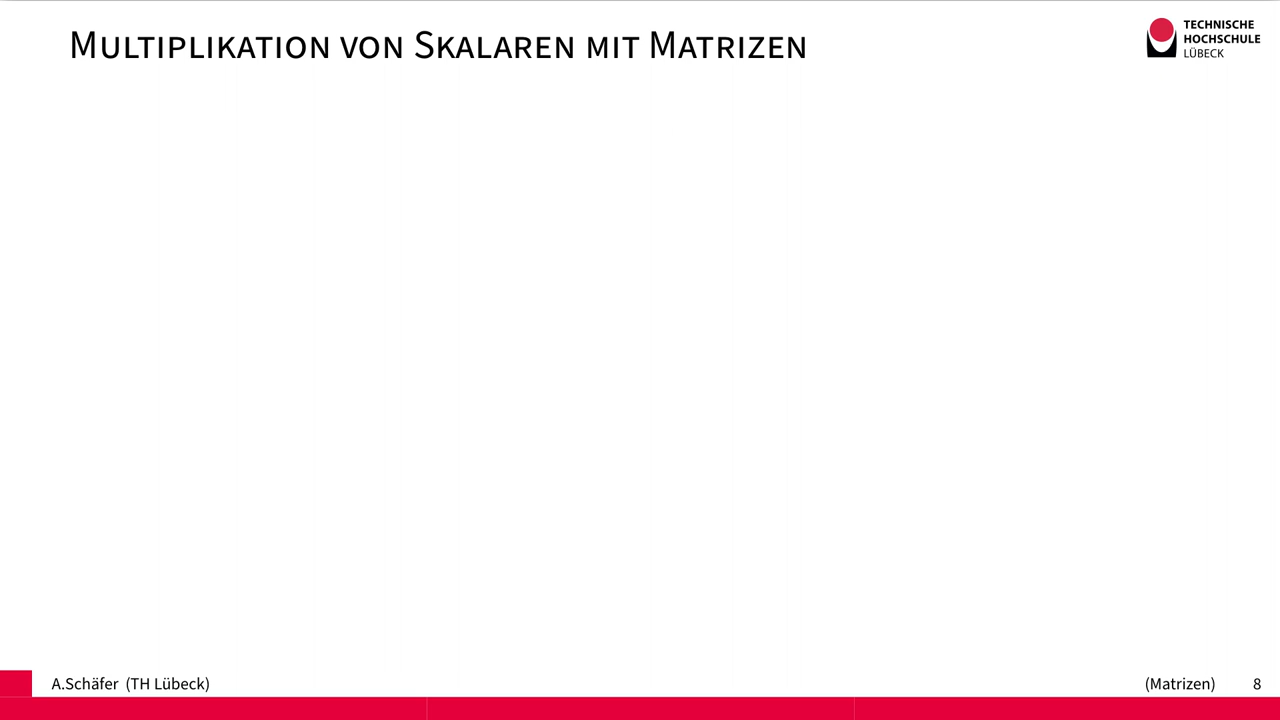 Multiplikation von Skalaren mit Matrizen
TECHNISCHE
HOCHSCHULE
LÜBECK
A.Schäfer (TH Lübeck)
(Matrizen) 8